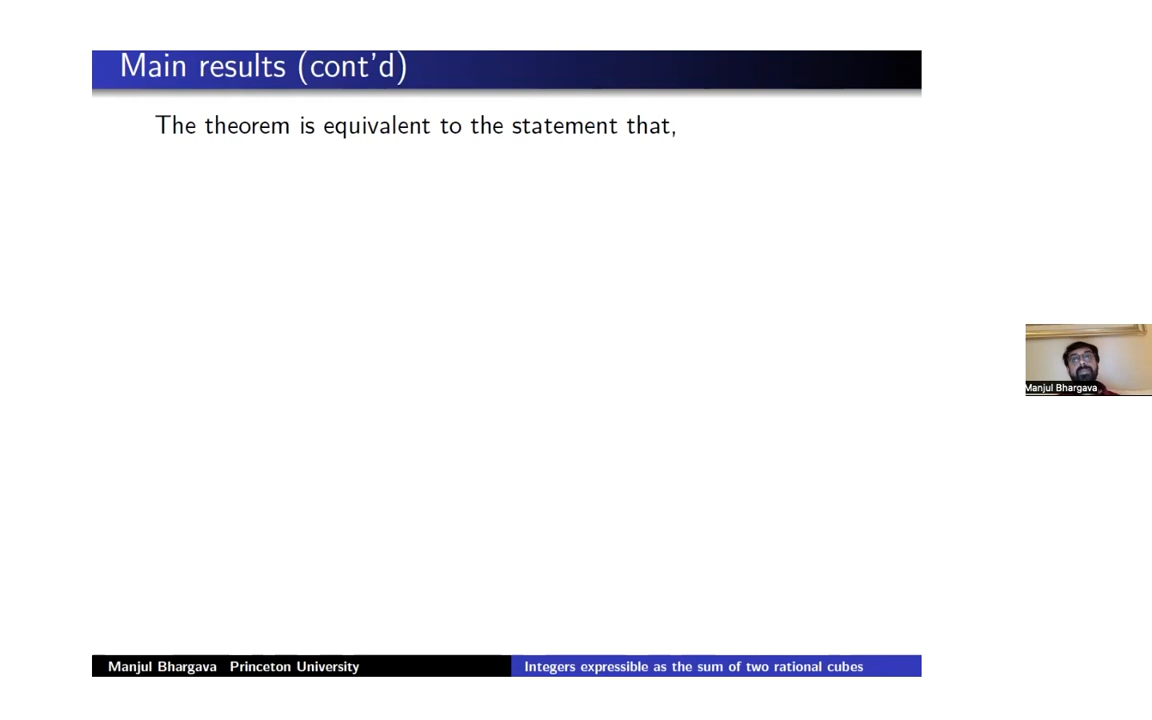 Main results (cont'd)
The theorem is equivalent to the statement that,
Manjul Bhargava
Manjul Bhargava Princeton University
Integers expressible as the sum of two rational cubes